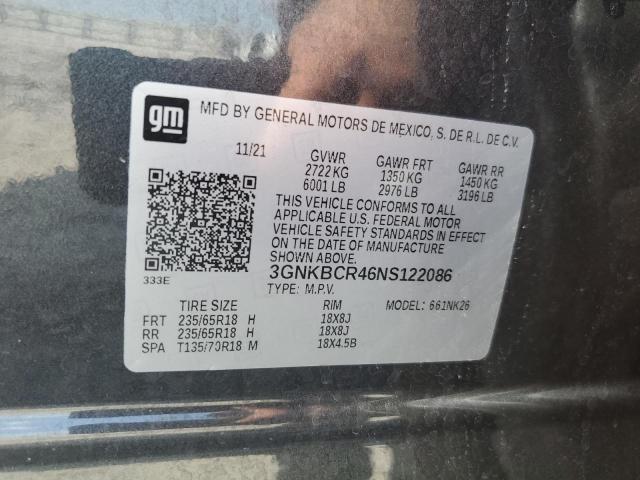 gm
MFD BY GENERAL MOTORS DE MEXICO, S. DE R.L. DE C.V.
11/21 GVWR GAWR FRT GAWR RR
2722 KG 1350 KG 1450 KG
6001 LB 2976 LB 3196 LB
THIS VEHICLE CONFORMS TO ALL
APPLICABLE U.S. FEDERAL MOTOR
VEHICLE SAFETY STANDARDS IN EFFECT
ON THE DATE OF MANUFACTURE
SHOWN ABOVE.
333E
3GNKBCR46NS122086
TYPE: M.P.V. MODEL: 661NK26
TIRE SIZE RIM
FRT 235/65R18 H 18X8J
RR 235/65R18 H 18X8J
SPA T135/70R18 M 18X4.5B